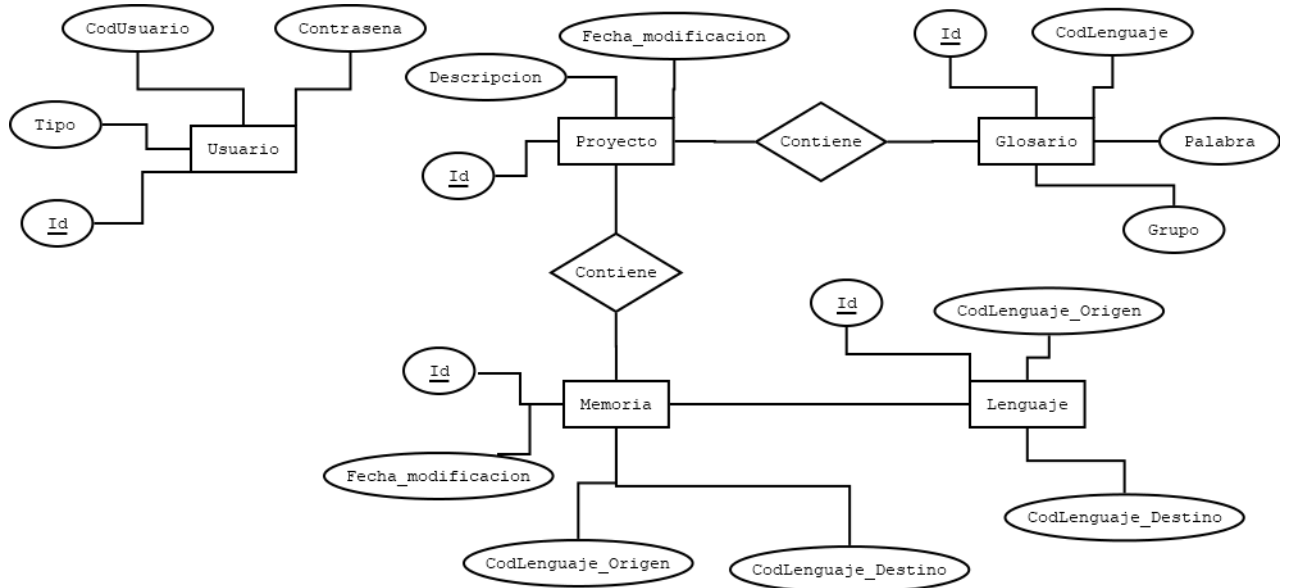 CodUsuario
Contrasena
Tipo
Usuario
Id
Fecha_modificacion
Descripcion
Proyecto
Id
Contiene
Id
CodLenguaje
Glosario
Palabra
Grupo
Contiene
Id
CodLenguaje_Origen
Id
Memoria
Lenguaje
Fecha_modificacion
CodLenguaje_Destino
CodLenguaje_Origen
CodLenguaje_Destino